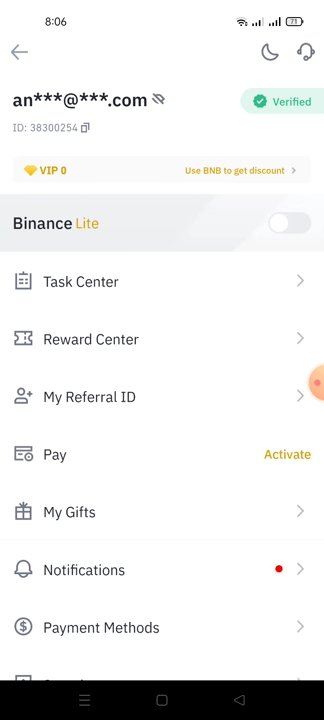 8:06
71
an***@***.com
Verified
ID: 38300254
VIP 0
Use BNB to get discount
Binance Lite
Task Center
Reward Center
My Referral ID
Pay
Activate
My Gifts
Notifications
Payment Methods